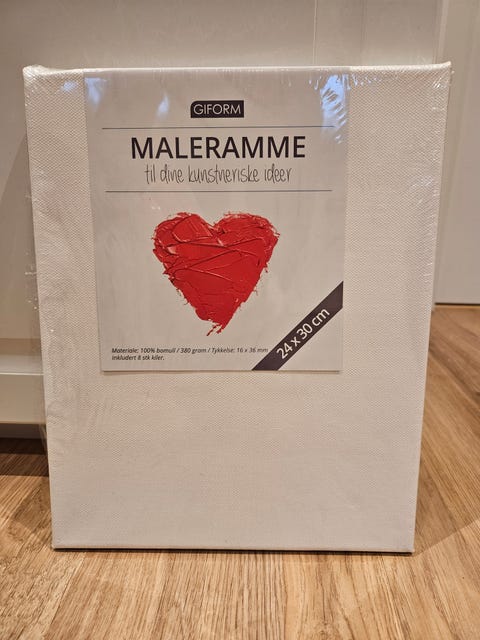 GIFORM
MALERAMME
til dine kunstneriske ideer
Materiale: 100% bomull / 380 gram / Tykkelse: 16 x 36 mm
inkludert 8 stk kiler.
24 x 30 cm